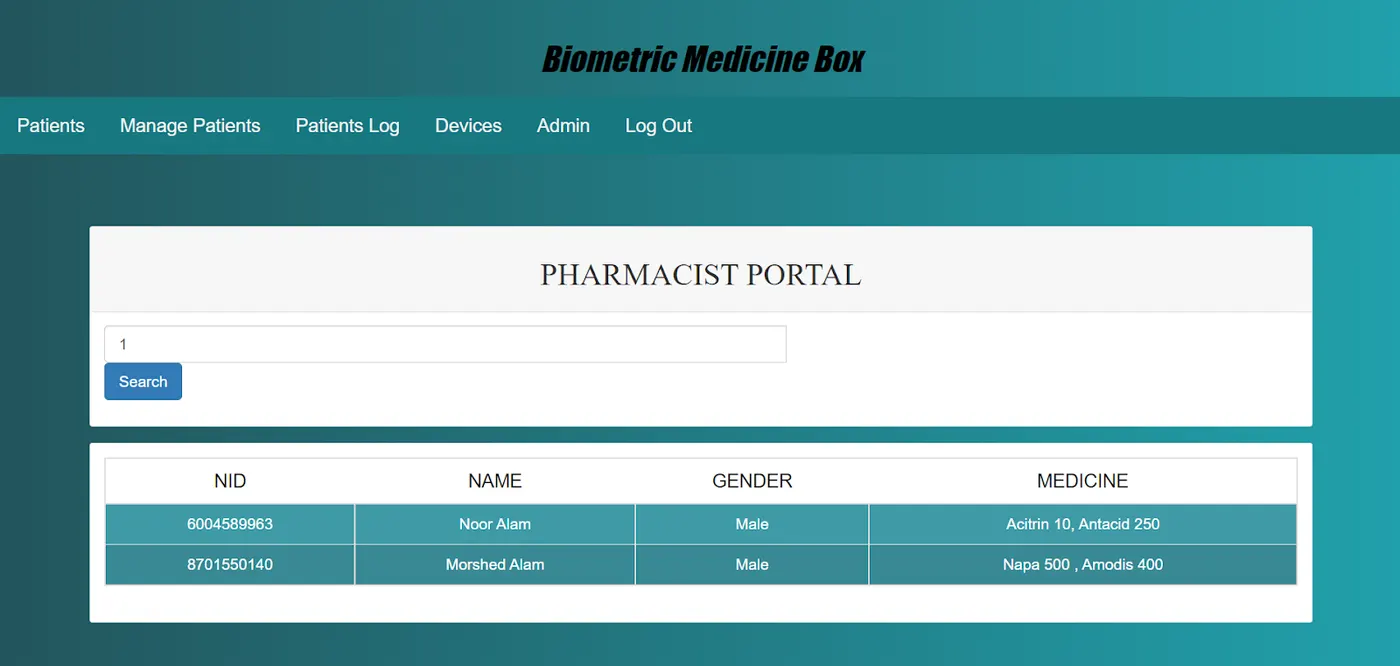 Biometric Medicine Box
Patients Manage Patients Patients Log Devices Admin Log Out
PHARMACIST PORTAL
1
Search
NID NAME GENDER MEDICINE
6004589963 Noor Alam Male Acitrin 10, Antacid 250
8701550140 Morshed Alam Male Napa 500 , Amodis 400